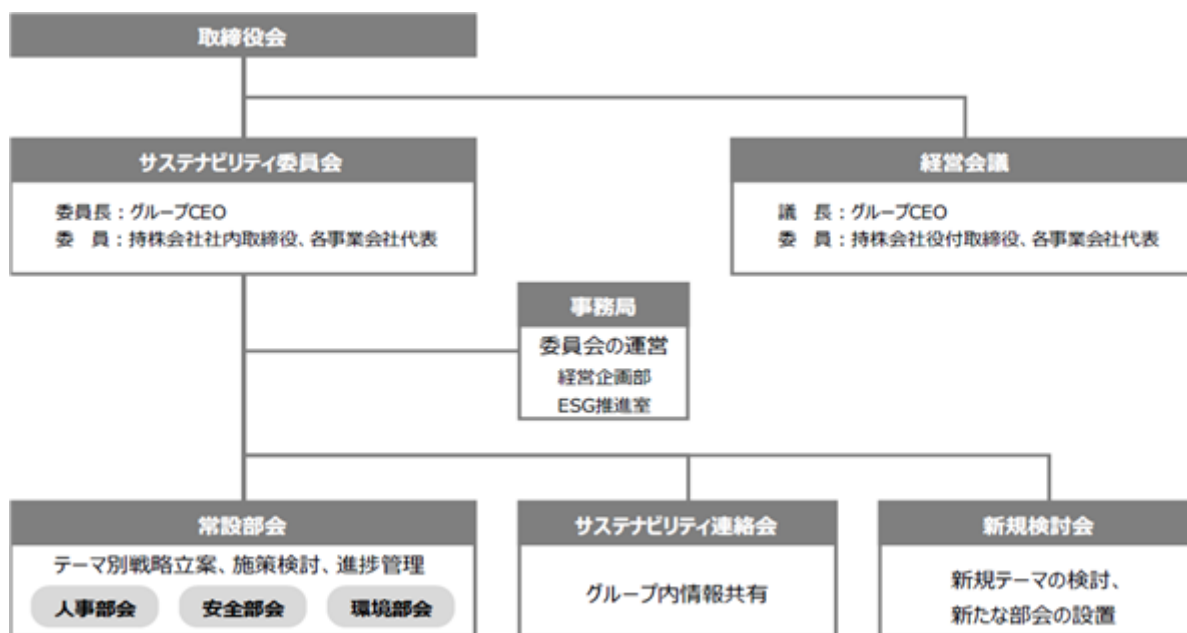 取締役会
サステナビリティ委員会
委員長：グループCEO
委　員：持株会社社内取締役、各事業会社代表
経営会議
議　長：グループCEO
委　員：持株会社役付取締役、各事業会社代表
事務局
委員会の運営
経営企画部
ESG推進室
常設部会
テーマ別戦略立案、施策検討、進捗管理
人事部会　安全部会　環境部会
サステナビリティ連絡会
グループ内情報共有
新規検討会
新規テーマの検討、
新たな部会の設置